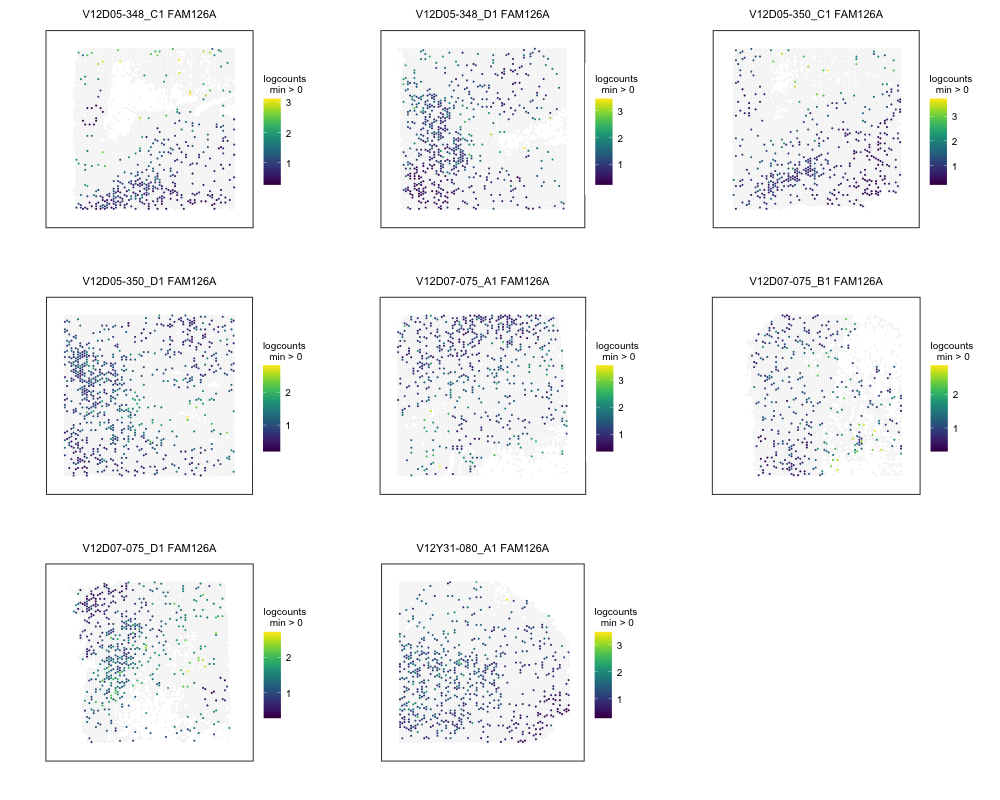 V12D05-348_C1 FAM126A
logcounts
min > 0
3
2
1
V12D05-348_D1 FAM126A
logcounts
min > 0
3
2
1
V12D05-350_C1 FAM126A
logcounts
min > 0
3
2
1
V12D05-350_D1 FAM126A
logcounts
min > 0
2
1
V12D07-075_A1 FAM126A
logcounts
min > 0
3
2
1
V12D07-075_B1 FAM126A
logcounts
min > 0
2
1
V12D07-075_D1 FAM126A
logcounts
min > 0
2
1
V12Y31-080_A1 FAM126A
logcounts
min > 0
3
2
1